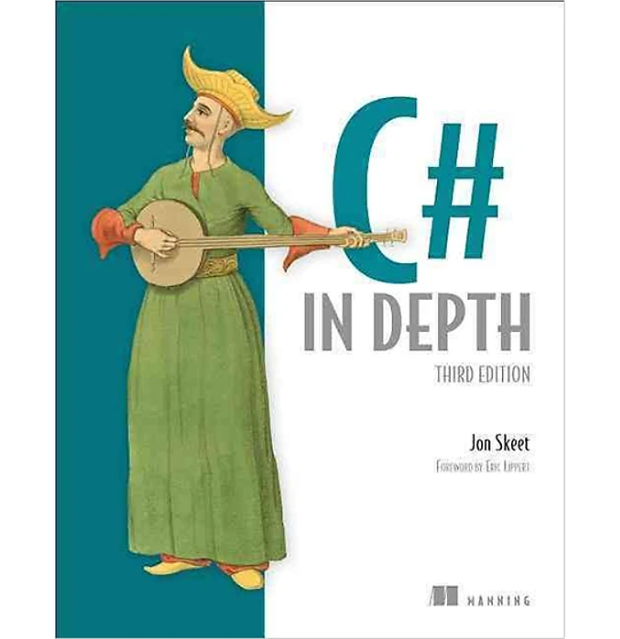 C#
IN DEPTH
THIRD EDITION
Jon Skeet
FOREWORD BY ERIC LIPPERT
MANNING